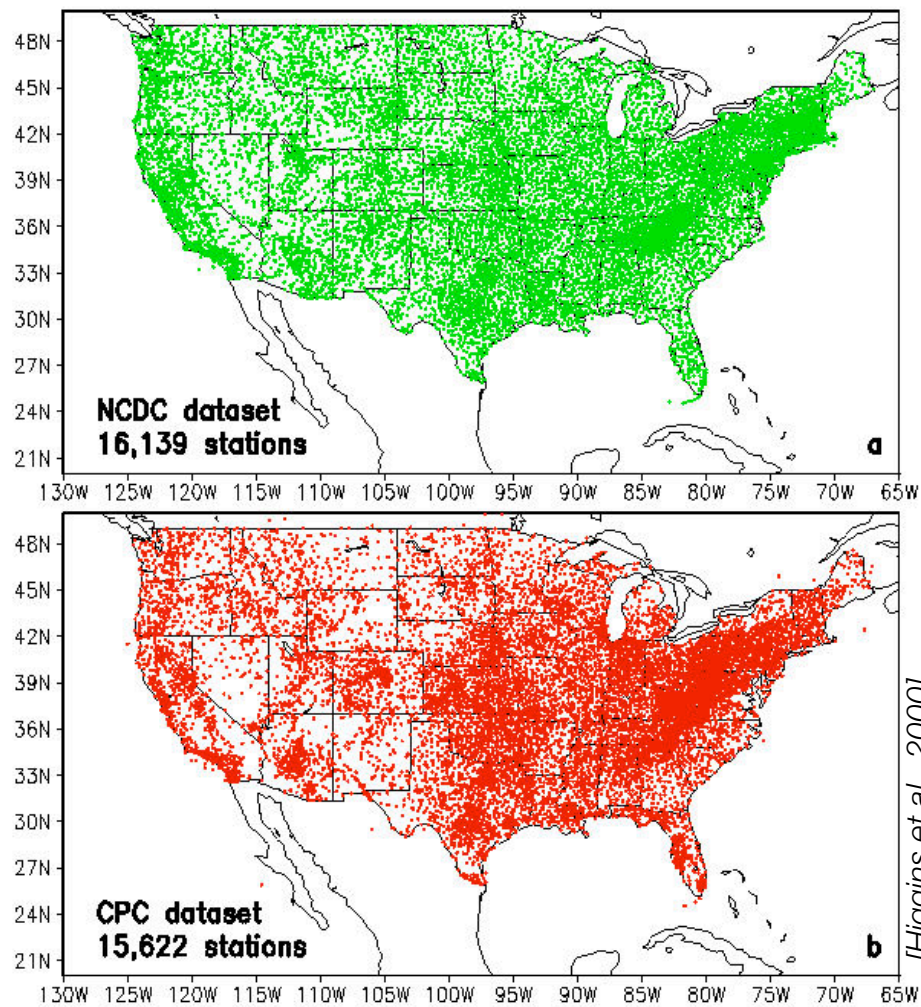 48N
45N
42N
39N
36N
33N
30N
27N
24N
21N
NCDC dataset
16,139 stations
a
130W 125W 120W 115W 110W 105W 100W 95W 90W 85W 80W 75W 70W 65W
48N
45N
42N
39N
36N
33N
30N
27N
24N
21N
CPC dataset
15,622 stations
b
130W 125W 120W 115W 110W 105W 100W 95W 90W 85W 80W 75W 70W 65W
[Higgins et al., 2000]